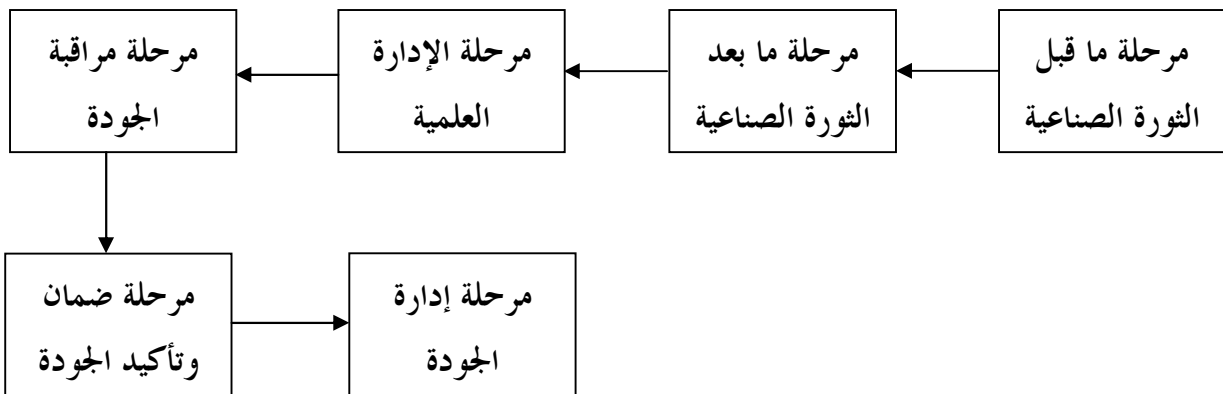 مرحلة ما قبل
الثورة الصناعية
مرحلة ما بعد
الثورة الصناعية
مرحلة الإدارة
العلمية
مرحلة مراقبة
الجودة
مرحلة ضمان
وتأكيد الجودة
مرحلة إدارة
الجودة